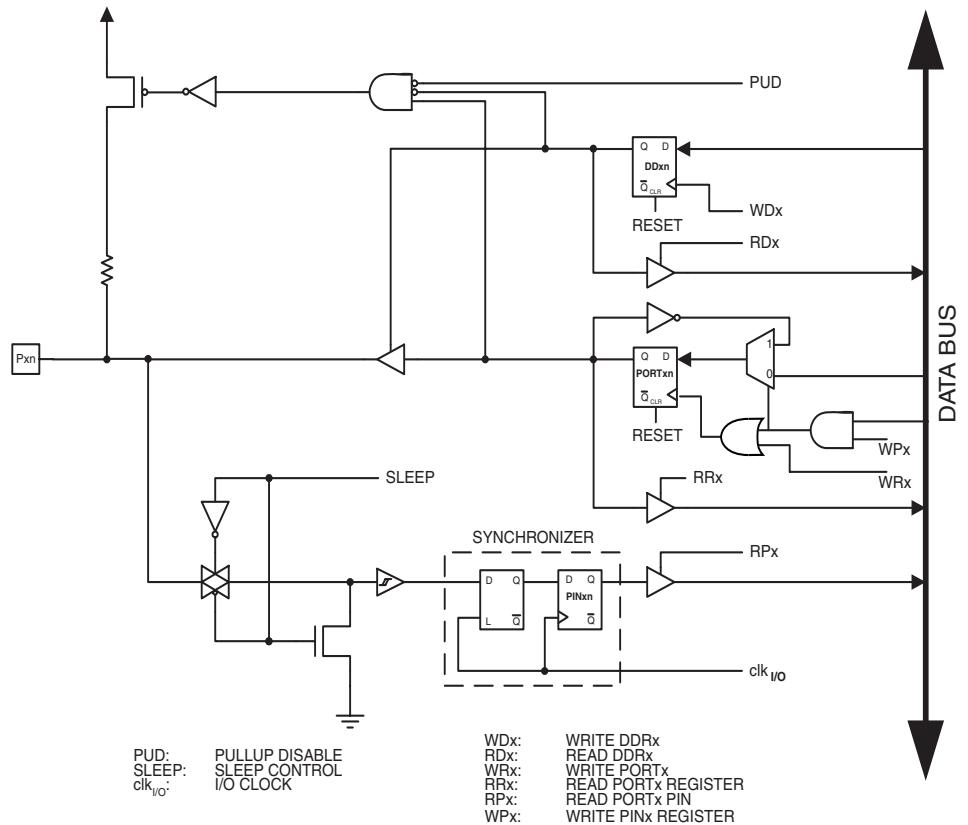 PUD
Q D
DDxn
Q CLR
WDx
RESET
RDx
Pxn
1
Q D
PORTxn
0
Q CLR
RESET
WPx
WRx
RRx
SLEEP
SYNCHRONIZER
RPx
D Q
D Q
PINxn
L Q
Q
clk I/O
DATA BUS
PUD: PULLUP DISABLE
SLEEP: SLEEP CONTROL
clkI/O: I/O CLOCK
WDx: WRITE DDRx
RDx: READ DDRx
WRx: WRITE PORTx
RRx: READ PORTx REGISTER
RPx: READ PORTx PIN
WPx: WRITE PINx REGISTER